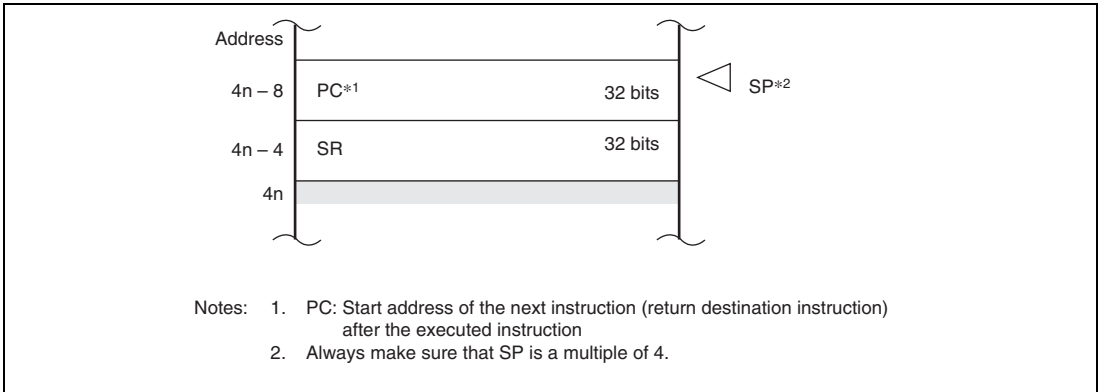 Address
4n – 8 PC*1 32 bits SP*2
4n – 4 SR 32 bits
4n
Notes: 1. PC: Start address of the next instruction (return destination instruction)
after the executed instruction
2. Always make sure that SP is a multiple of 4.